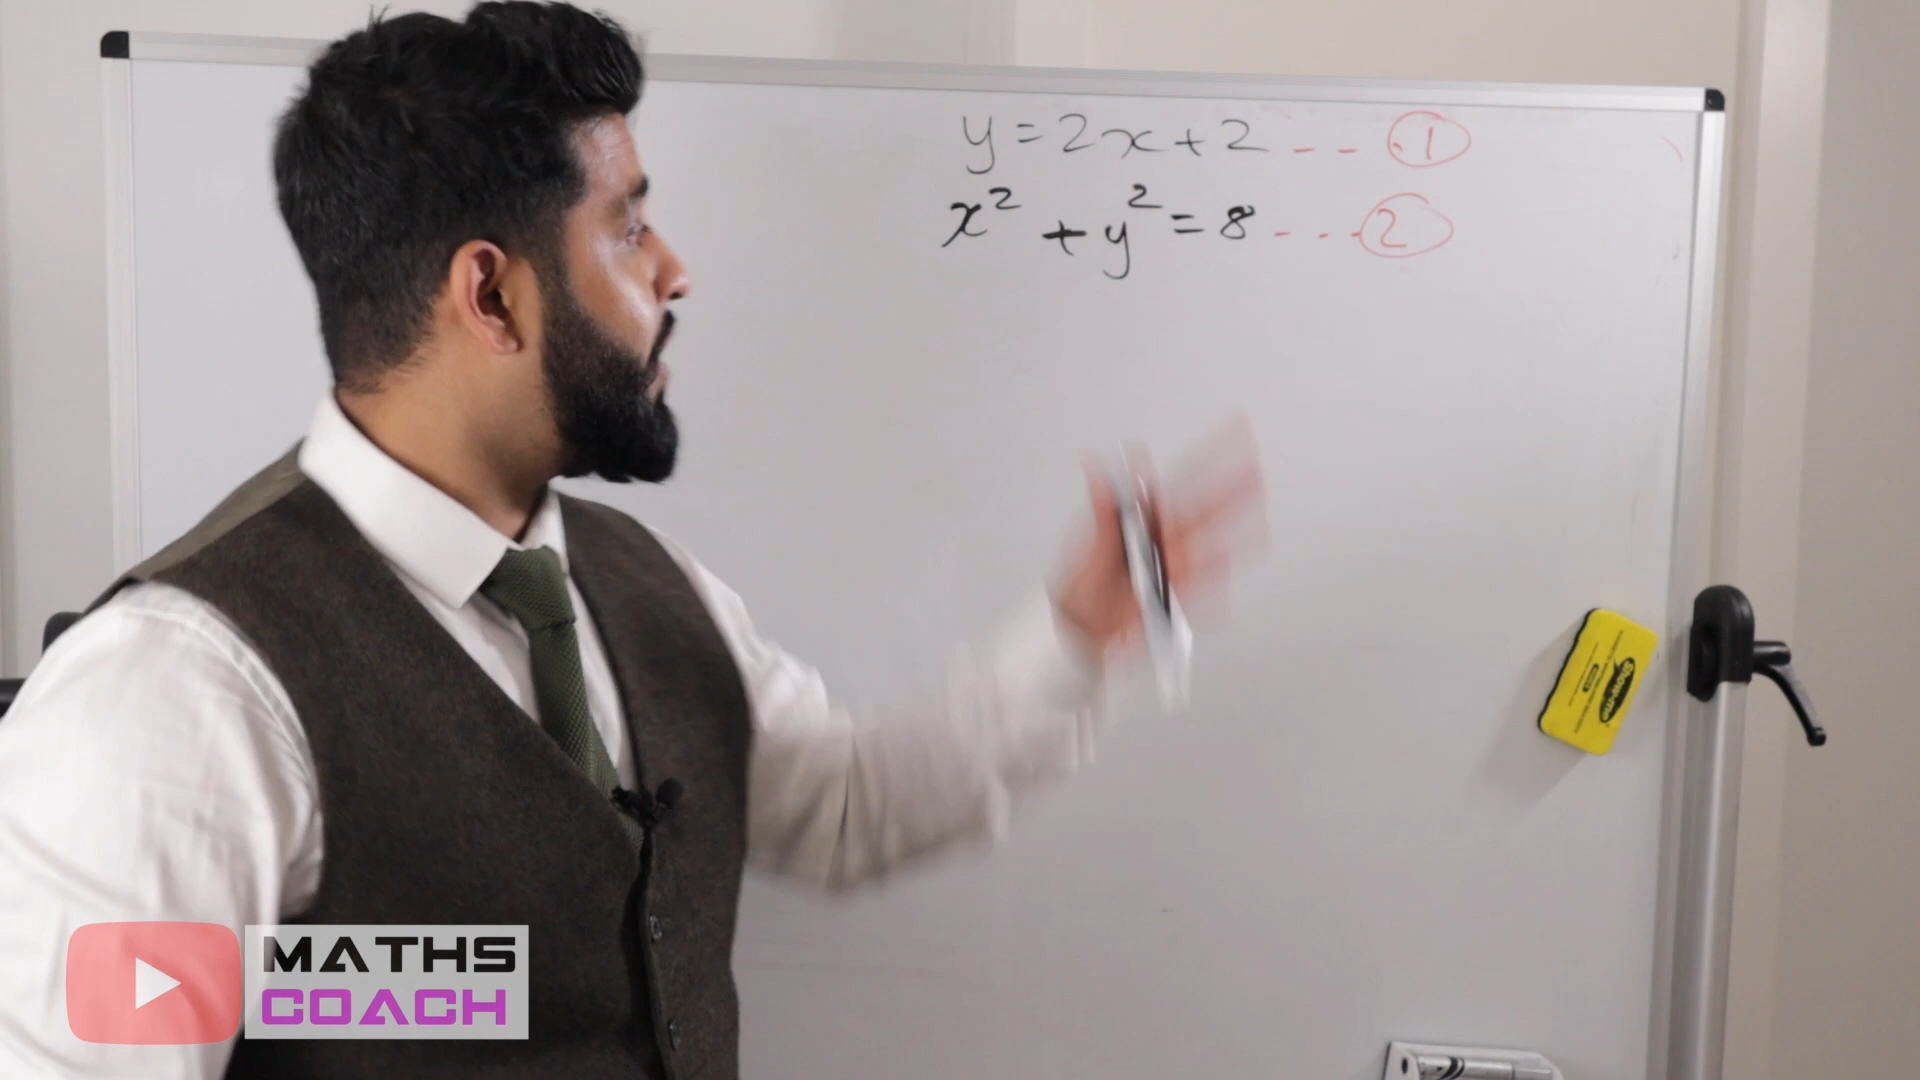 y = 2x + 2 - - . 1
x² + y² = 8 - - - 2
MATHS
COACH